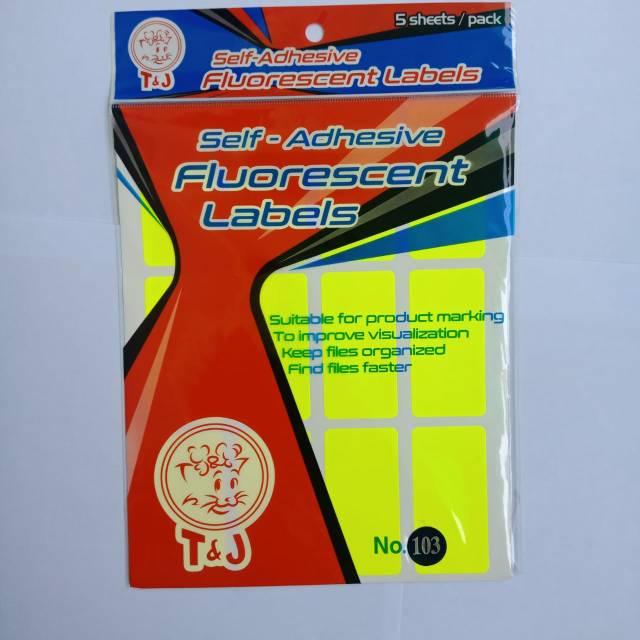 5 sheets / pack
Self-Adhesive
Fluorescent Labels
T&J
Self - Adhesive
Fluorescent
Labels
Suitable for product marking
To improve visualization
Keep files organized
Find files faster
T&J
No. 103